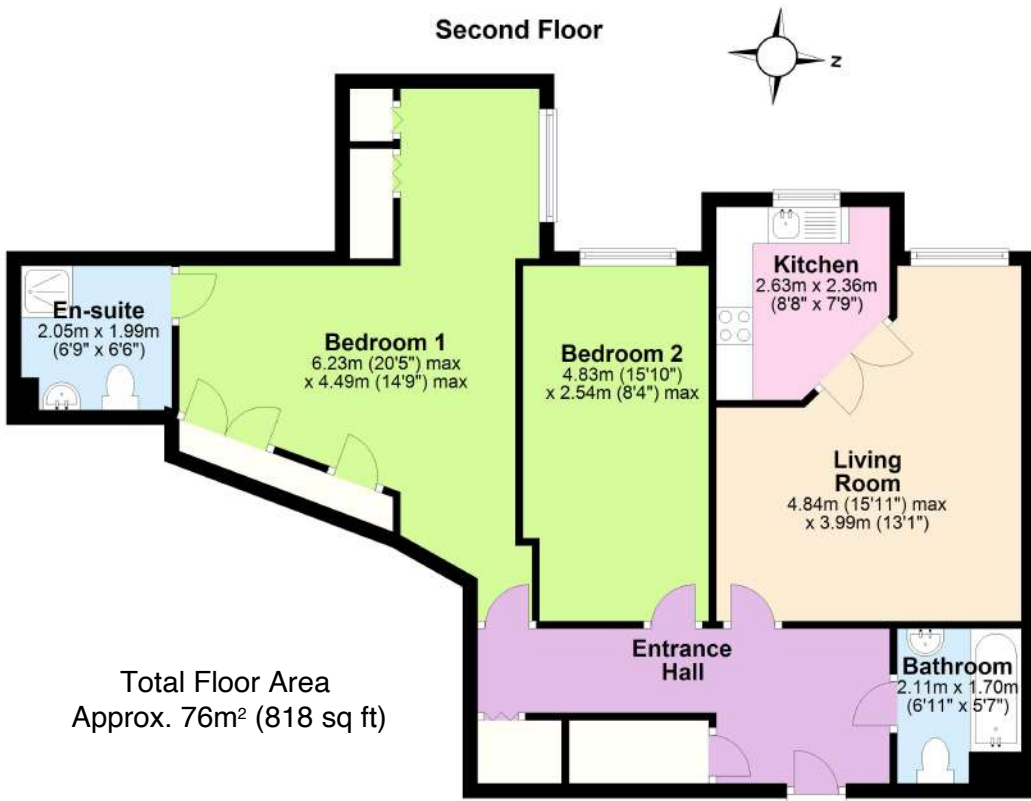 Second Floor
N
En-suite
2.05m x 1.99m
(6'9" x 6'6")
Bedroom 1
6.23m (20'5") max
x 4.49m (14'9") max
Bedroom 2
4.83m (15'10")
x 2.54m (8'4") max
Kitchen
2.63m x 2.36m
(8'8" x 7'9")
Living
Room
4.84m (15'11") max
x 3.99m (13'1")
Entrance
Hall
Bathroom
2.11m x 1.70m
(6'11" x 5'7")
Total Floor Area
Approx. 76m² (818 sq ft)